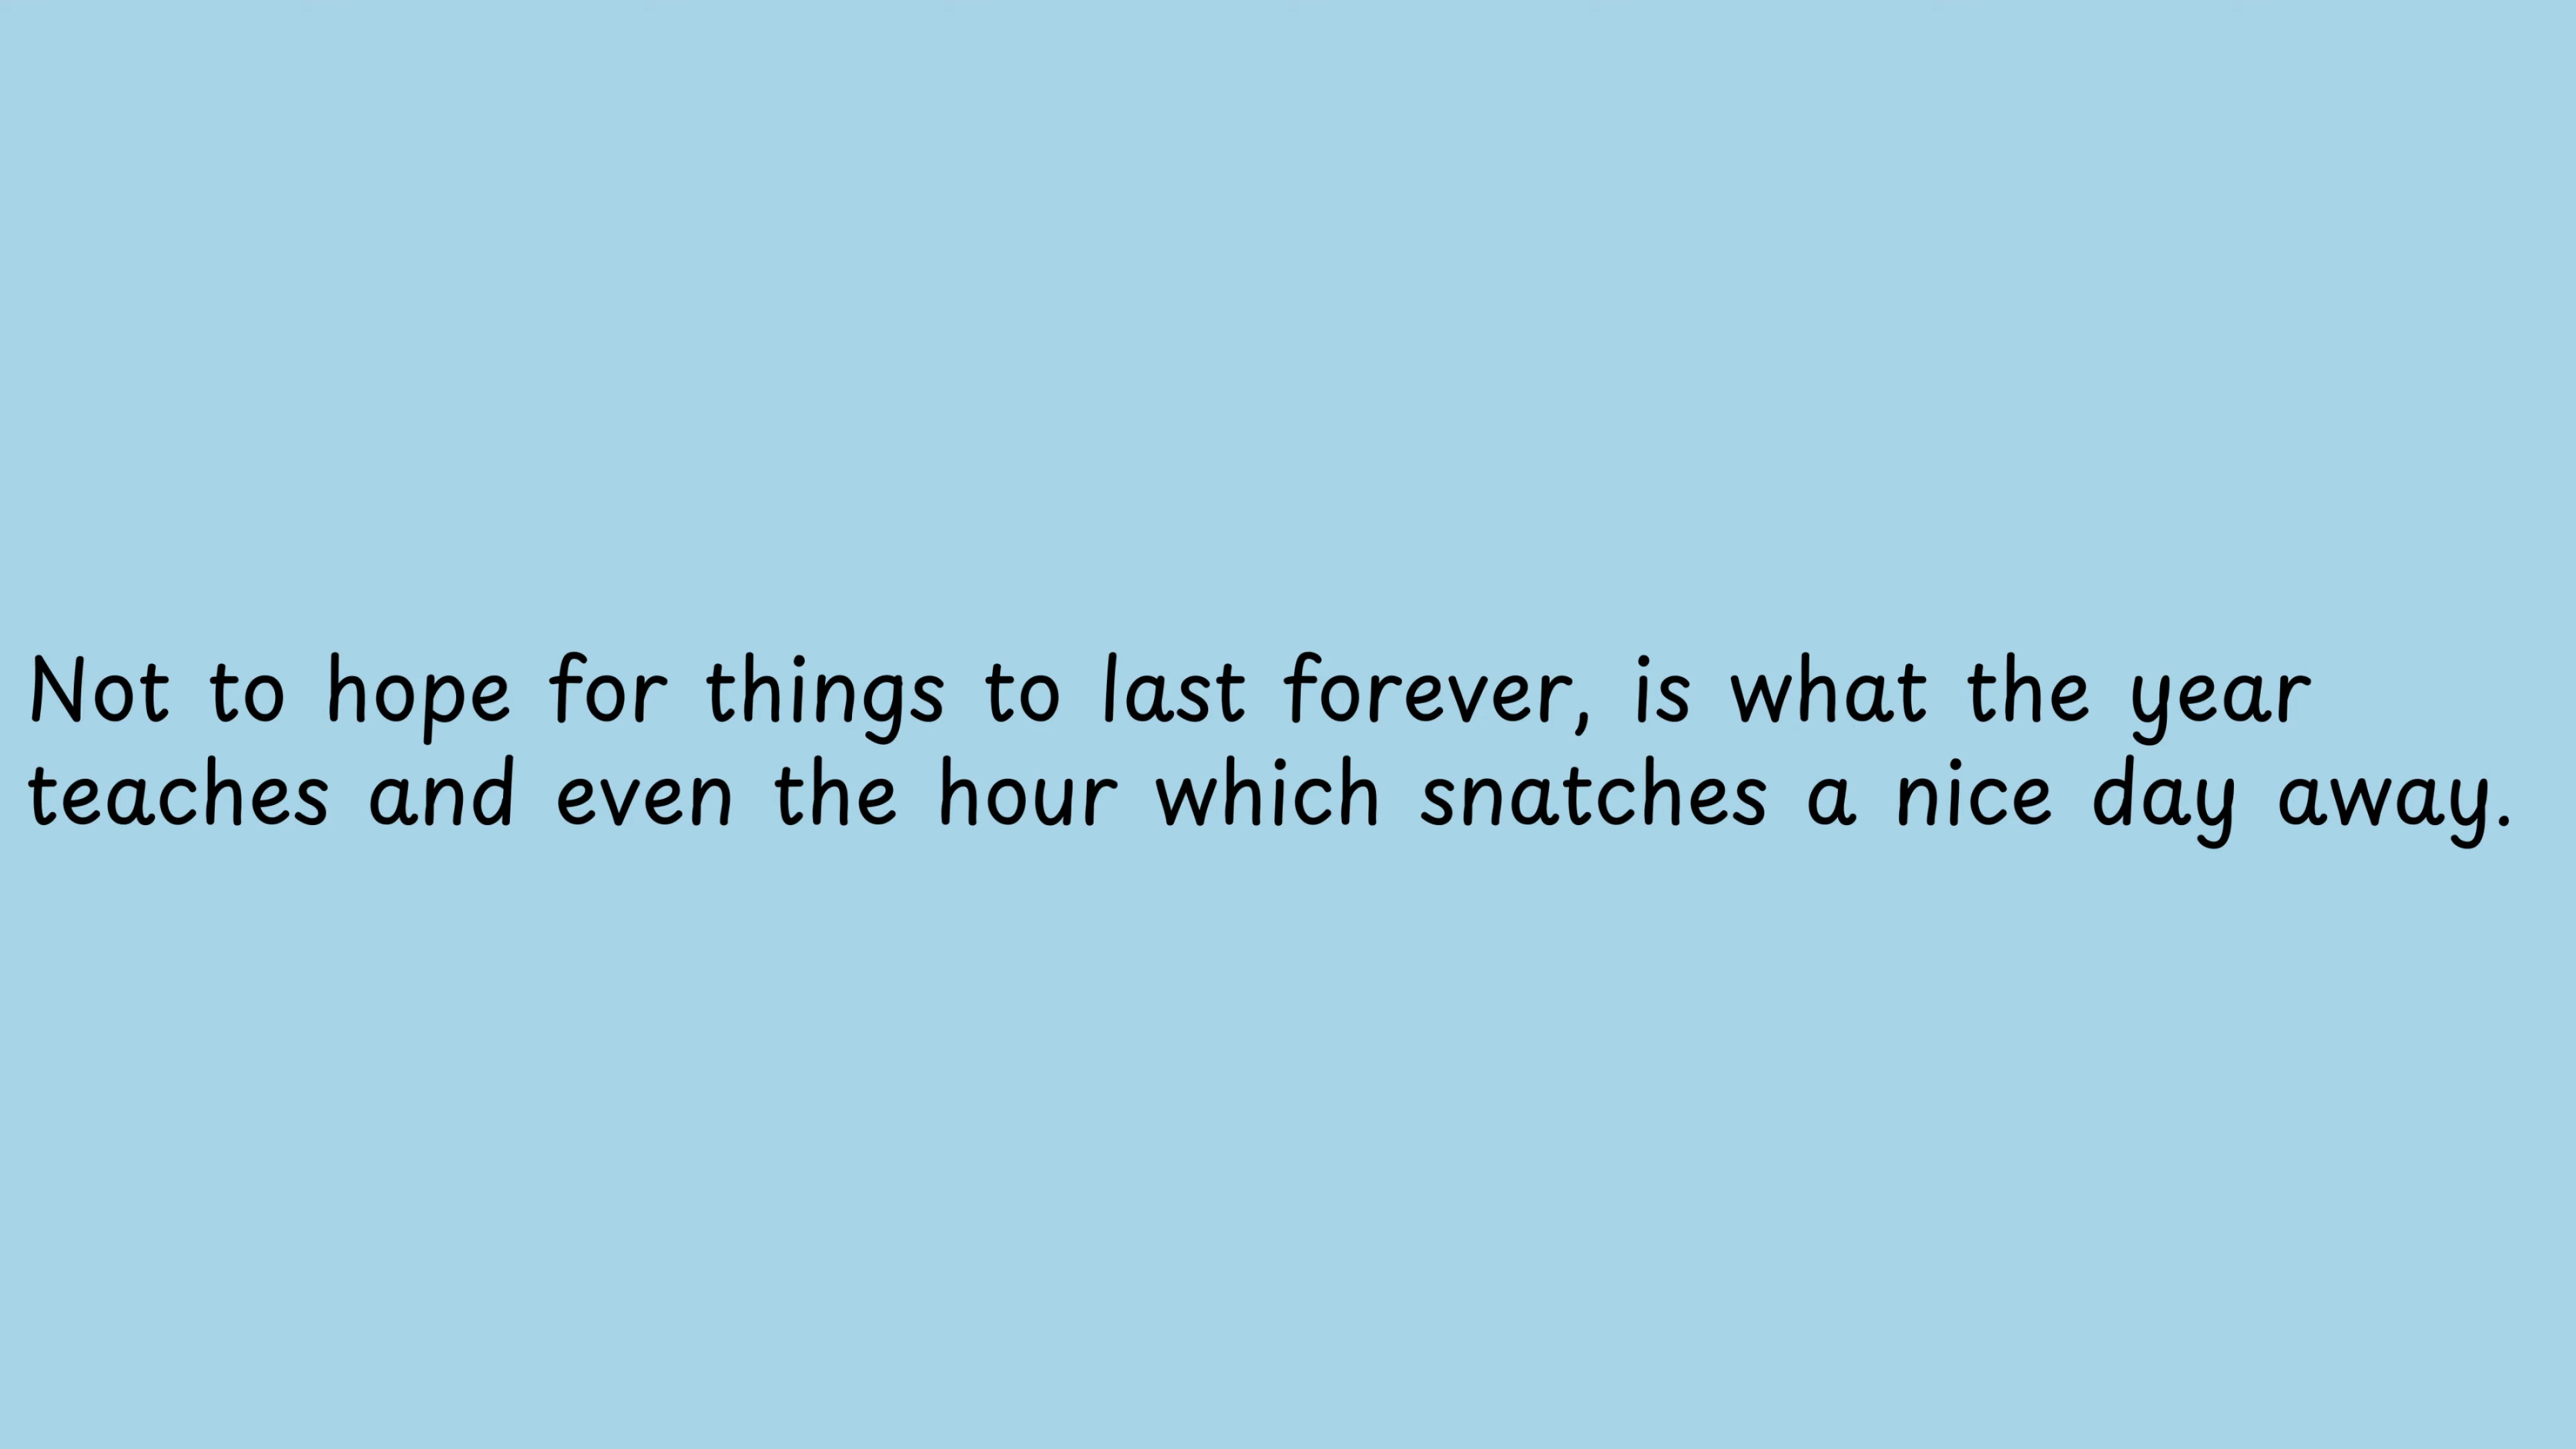 Not to hope for things to last forever, is what the year
teaches and even the hour which snatches a nice day away.